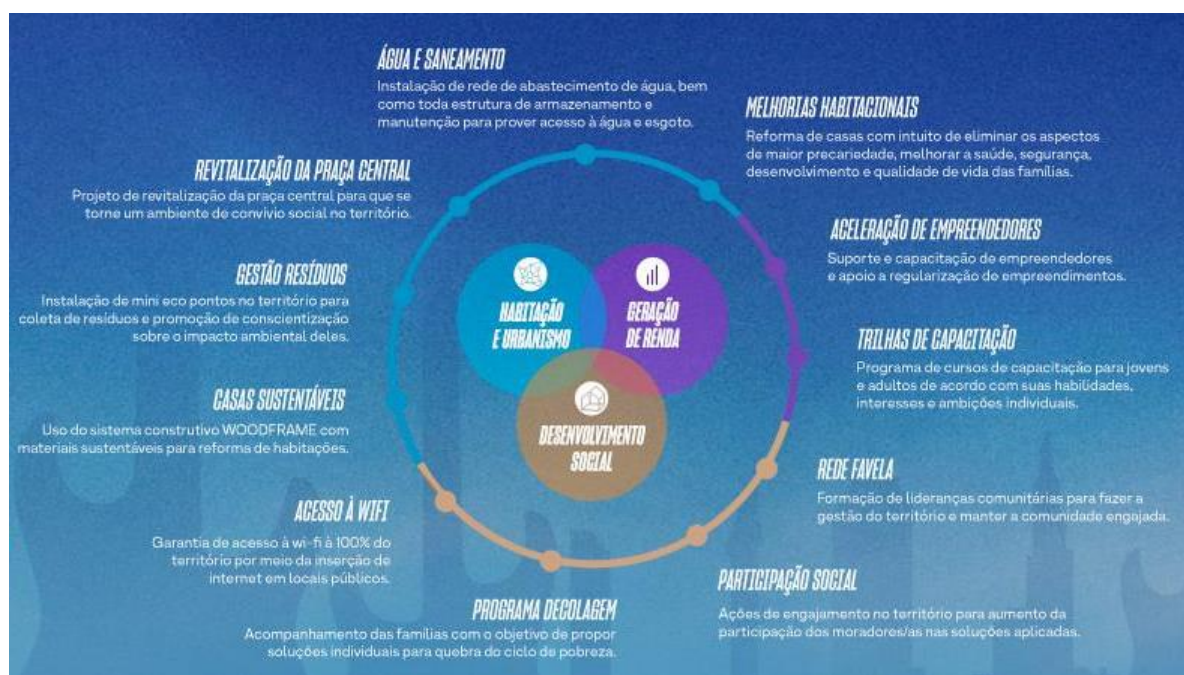 ÁGUA E SANEAMENTO
Instalação de rede de abastecimento de água, bem
como toda estrutura de armazenamento e
manutenção para prover acesso à água e esgoto.
MELHORIAS HABITACIONAIS
Reforma de casas com intuito de eliminar os aspectos
de maior precariedade, melhorar a saúde, segurança,
desenvolvimento e qualidade de vida das famílias.
REVITALIZAÇÃO DA PRAÇA CENTRAL
Projeto de revitalização da praça central para que se
torne um ambiente de convívio social no território.
ACELERAÇÃO DE EMPREENDEDORES
Suporte e capacitação de empreendedores
e apoio a regularização de empreendimentos.
GESTÃO RESÍDUOS
Instalação de mini eco pontos no território para
coleta de resíduos e promoção de conscientização
sobre o impacto ambiental deles.
HABITAÇÃO
E URBANISMO
GERAÇÃO
DE RENDA
DESENVOLVIMENTO
SOCIAL
TRILHAS DE CAPACITAÇÃO
Programa de cursos de capacitação para jovens
e adultos de acordo com suas habilidades,
interesses e ambições individuais.
CASAS SUSTENTÁVEIS
Uso do sistema construtivo WOODFRAME com
materiais sustentáveis para reforma de habitações.
REDE FAVELA
Formação de lideranças comunitárias para fazer a
gestão do território e manter a comunidade engajada.
ACESSO À WIFI
Garantia de acesso à wi-fi à 100% do
território por meio da inserção de
internet em locais públicos.
PARTICIPAÇÃO SOCIAL
Ações de engajamento no território para aumento da
participação dos moradores/as nas soluções aplicadas.
PROGRAMA DECOLAGEM
Acompanhamento das famílias com o objetivo de propor
soluções individuais para quebra do ciclo de pobreza.